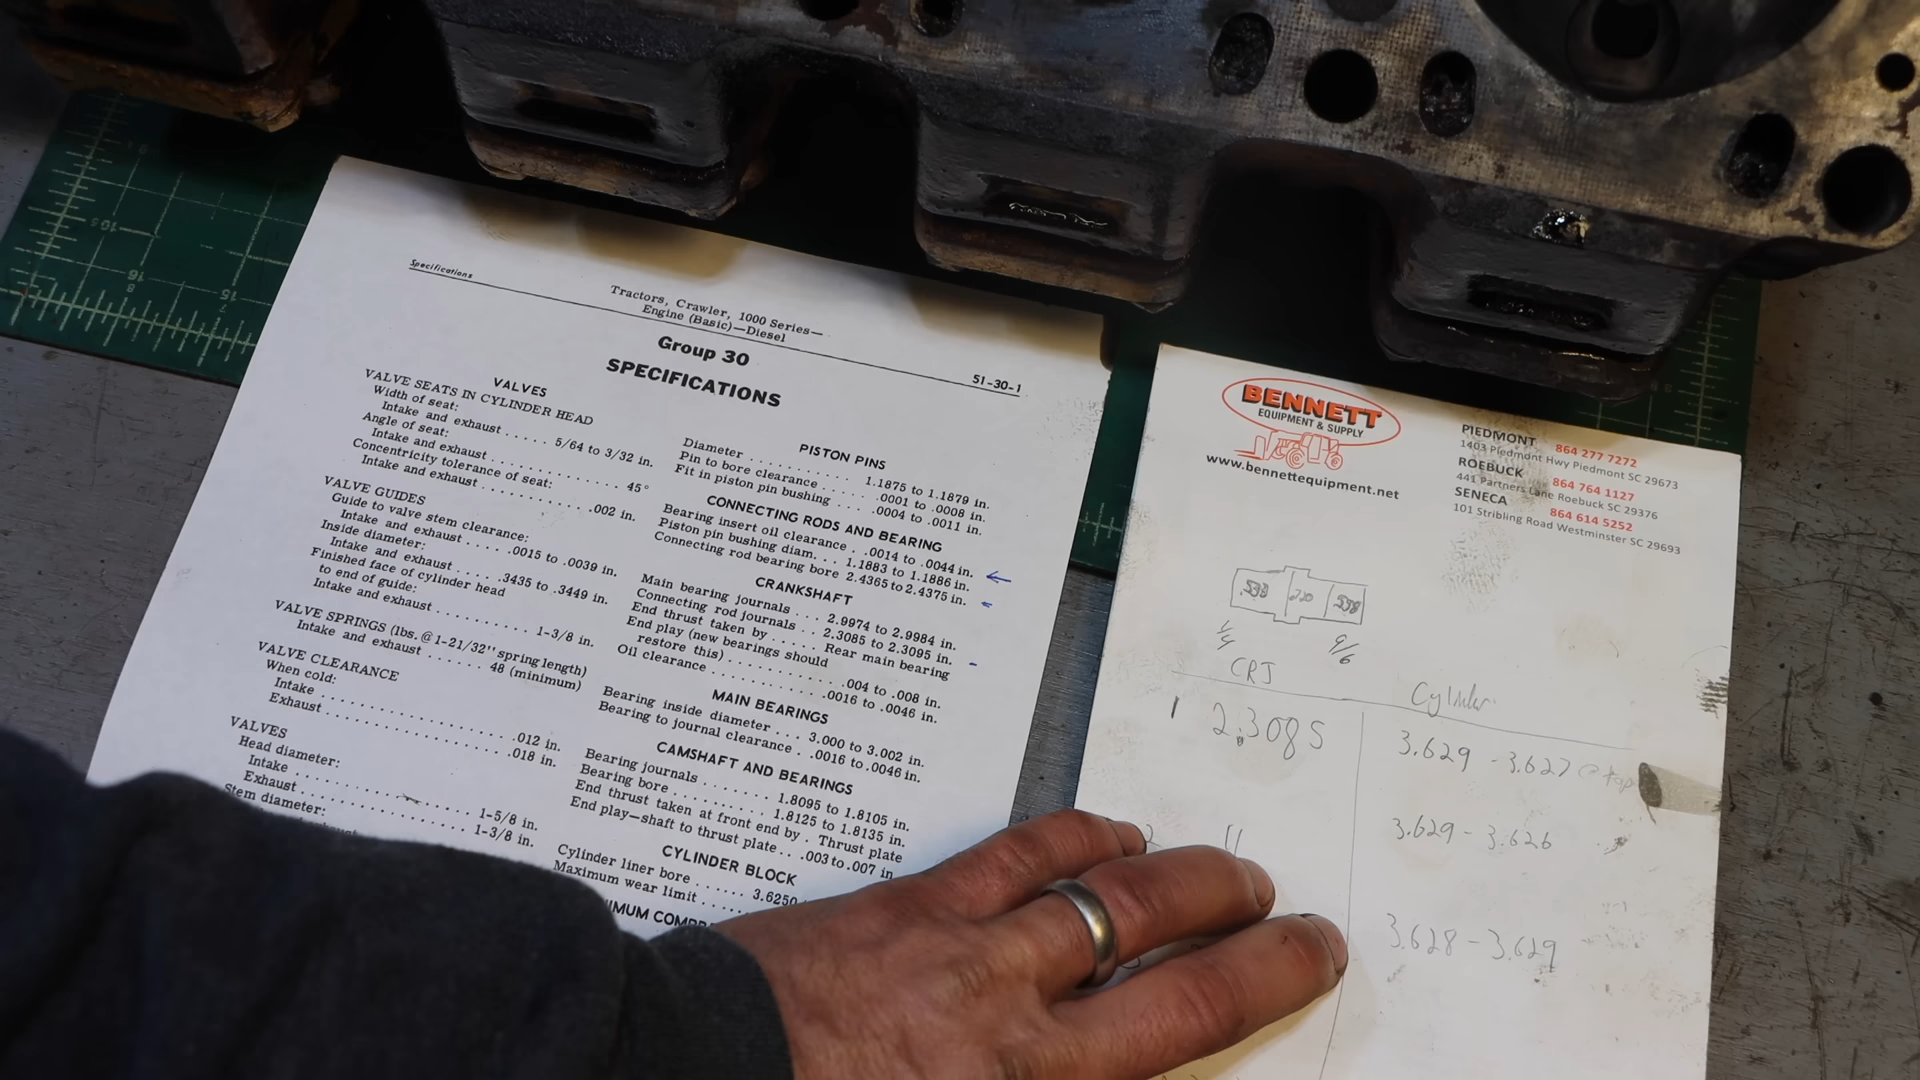 Specifications
Tractors, Crawler, 1000 Series—
Engine (Basic)—Diesel
51-30-1
Group 30
SPECIFICATIONS
VALVES
VALVE SEATS IN CYLINDER HEAD
Width of seat:
Intake and exhaust ..... 5/64 to 3/32 in.
Angle of seat:
Intake and exhaust ............. 45°
Concentricity tolerance of seat:
Intake and exhaust ............ .002 in.
VALVE GUIDES
Guide to valve stem clearance:
Intake and exhaust .... .0015 to .0039 in.
Inside diameter:
Intake and exhaust .... .3435 to .3449 in.
Finished face of cylinder head
to end of guide:
Intake and exhaust .......... 1-3/8 in.
VALVE SPRINGS (lbs. @ 1-21/32" spring length)
Intake and exhaust ...... 48 (minimum)
VALVE CLEARANCE
When cold:
Intake .................... .012 in.
Exhaust ................... .018 in.
VALVES
Head diameter:
Intake .................... 1-5/8 in.
Exhaust ................... 1-3/8 in.
Stem diameter:
PISTON PINS
Diameter ............ 1.1875 to 1.1879 in.
Pin to bore clearance ..... .0001 to .0008 in.
Fit in piston pin bushing .... .0004 to .0011 in.
CONNECTING RODS AND BEARING
Bearing insert oil clearance . .0014 to .0044 in.
Piston pin bushing diam. . . 1.1883 to 1.1886 in.
Connecting rod bearing bore 2.4365 to 2.4375 in.
CRANKSHAFT
Main bearing journals . . . 2.9974 to 2.9984 in.
Connecting rod journals . . 2.3085 to 2.3095 in.
End thrust taken by .... Rear main bearing
End play (new bearings should
restore this) ........... .004 to .008 in.
Oil clearance ........... .0016 to .0046 in.
MAIN BEARINGS
Bearing inside diameter ... 3.000 to 3.002 in.
Bearing to journal clearance . .0016 to .0046 in.
CAMSHAFT AND BEARINGS
Bearing journals ........ 1.8095 to 1.8105 in.
Bearing bore .......... 1.8125 to 1.8135 in.
End thrust taken at front end by . Thrust plate
End play—shaft to thrust plate . . .003 to .007 in
CYLINDER BLOCK
Cylinder liner bore ...... 3.6250
Maximum wear limit .....
BENNETT
EQUIPMENT & SUPPLY
www.bennettequipment.net
PIEDMONT 864 277 7272
1403 Piedmont Hwy Piedmont SC 29673
ROEBUCK 864 764 1127
441 Partners Lane Roebuck SC 29376
SENECA 864 614 5252
101 Stribling Road Westminster SC 29693
CRJ Cylinder
1 2.3085 3.629 - 3.627 @ top
2 3.629 - 3.626
3.628 - 3.629